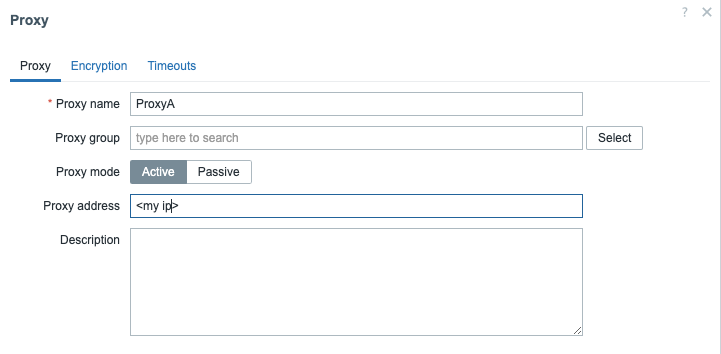 Proxy
? ×
Proxy Encryption Timeouts
* Proxy name ProxyA
Proxy group type here to search Select
Proxy mode Active Passive
Proxy address <my ip>
Description